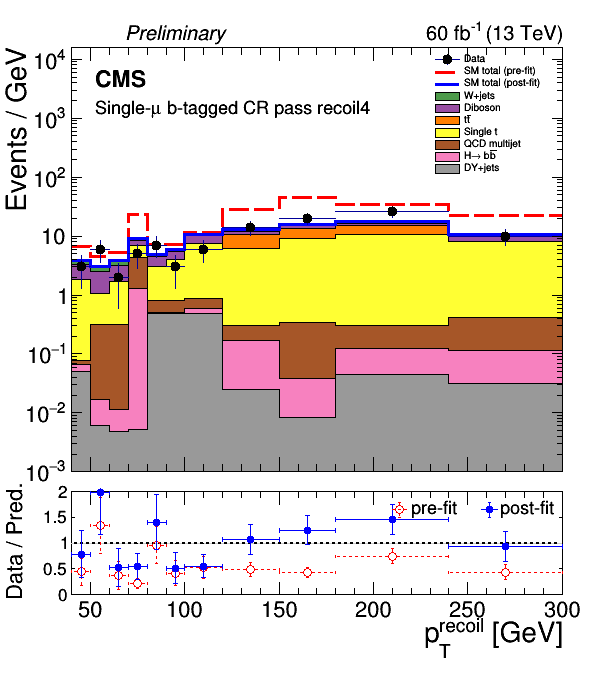 Preliminary
60 fb⁻¹ (13 TeV)
CMS
Single-μ b-tagged CR pass recoil4
Data
SM total (pre-fit)
SM total (post-fit)
W+jets
Diboson
tt̅
Single t
QCD multijet
H→ bb̅
DY+jets
Events / GeV
10⁴
10³
10²
10
1
10⁻¹
10⁻²
10⁻³
pre-fit
post-fit
Data / Pred.
2
1.5
1
0.5
0
50 100 150 200 250 300
p_T^recoil [GeV]